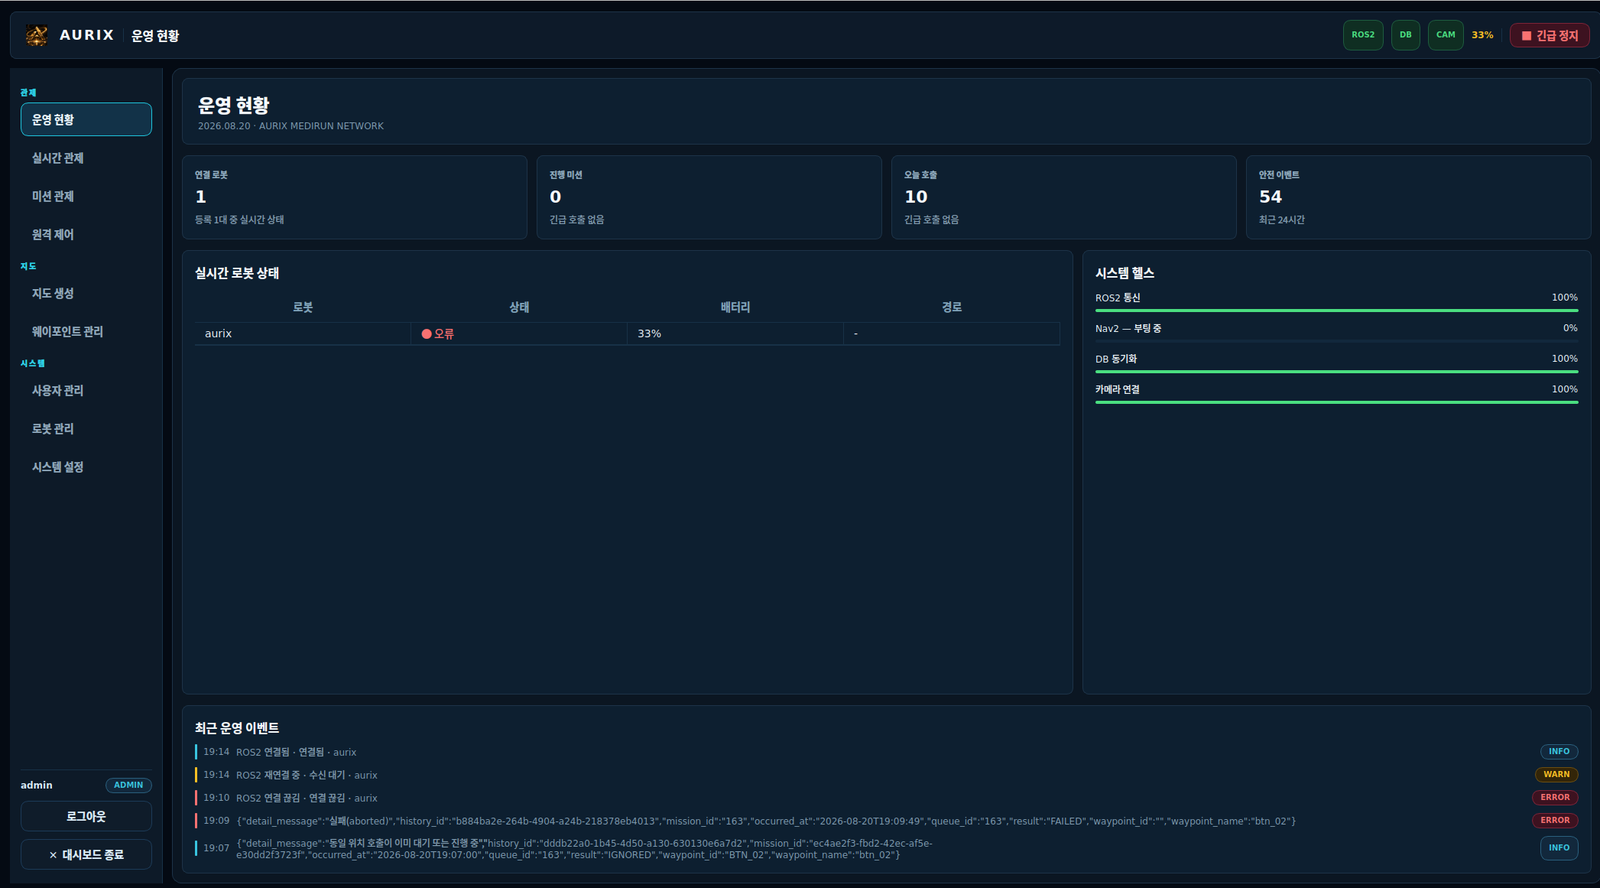 AURIX 운영 현황
ROS2 DB CAM 33% 긴급 정지
관제
운영 현황
실시간 관제
미션 관제
원격 제어
지도
지도 생성
웨이포인트 관리
시스템
사용자 관리
로봇 관리
시스템 설정
admin ADMIN
로그아웃
× 대시보드 종료
운영 현황
2026.08.20 · AURIX MEDIRUN NETWORK
연결 로봇
1
등록 1대 중 실시간 상태
진행 미션
0
긴급 호출 없음
오늘 호출
10
긴급 호출 없음
안전 이벤트
54
최근 24시간
실시간 로봇 상태
로봇 상태 배터리 경로
aurix 오류 33% -
시스템 헬스
ROS2 통신 100%
Nav2 — 부팅 중 0%
DB 동기화 100%
카메라 연결 100%
최근 운영 이벤트
19:14 ROS2 연결됨 · 연결됨 · aurix INFO
19:14 ROS2 재연결 중 · 수신 대기 · aurix WARN
19:10 ROS2 연결 끊김 · 연결 끊김 · aurix ERROR
19:09 {"detail_message":"실패(aborted)","history_id":"b884ba2e-264b-4904-a24b-218378eb4013","mission_id":"163","occurred_at":"2026-08-20T19:09:49","queue_id":"163","result":"FAILED","waypoint_id":"","waypoint_name":"btn_02"} ERROR
19:07 {"detail_message":"동일 위치 호출이 이미 대기 또는 진행 중","history_id":"dddb22a0-1b45-4d50-a130-630130e6a7d2","mission_id":"ec4ae2f3-fbd2-42ec-af5e-
e30dd2f3723f","occurred_at":"2026-08-20T19:07:00","queue_id":"163","result":"IGNORED","waypoint_id":"BTN_02","waypoint_name":"btn_02"} INFO